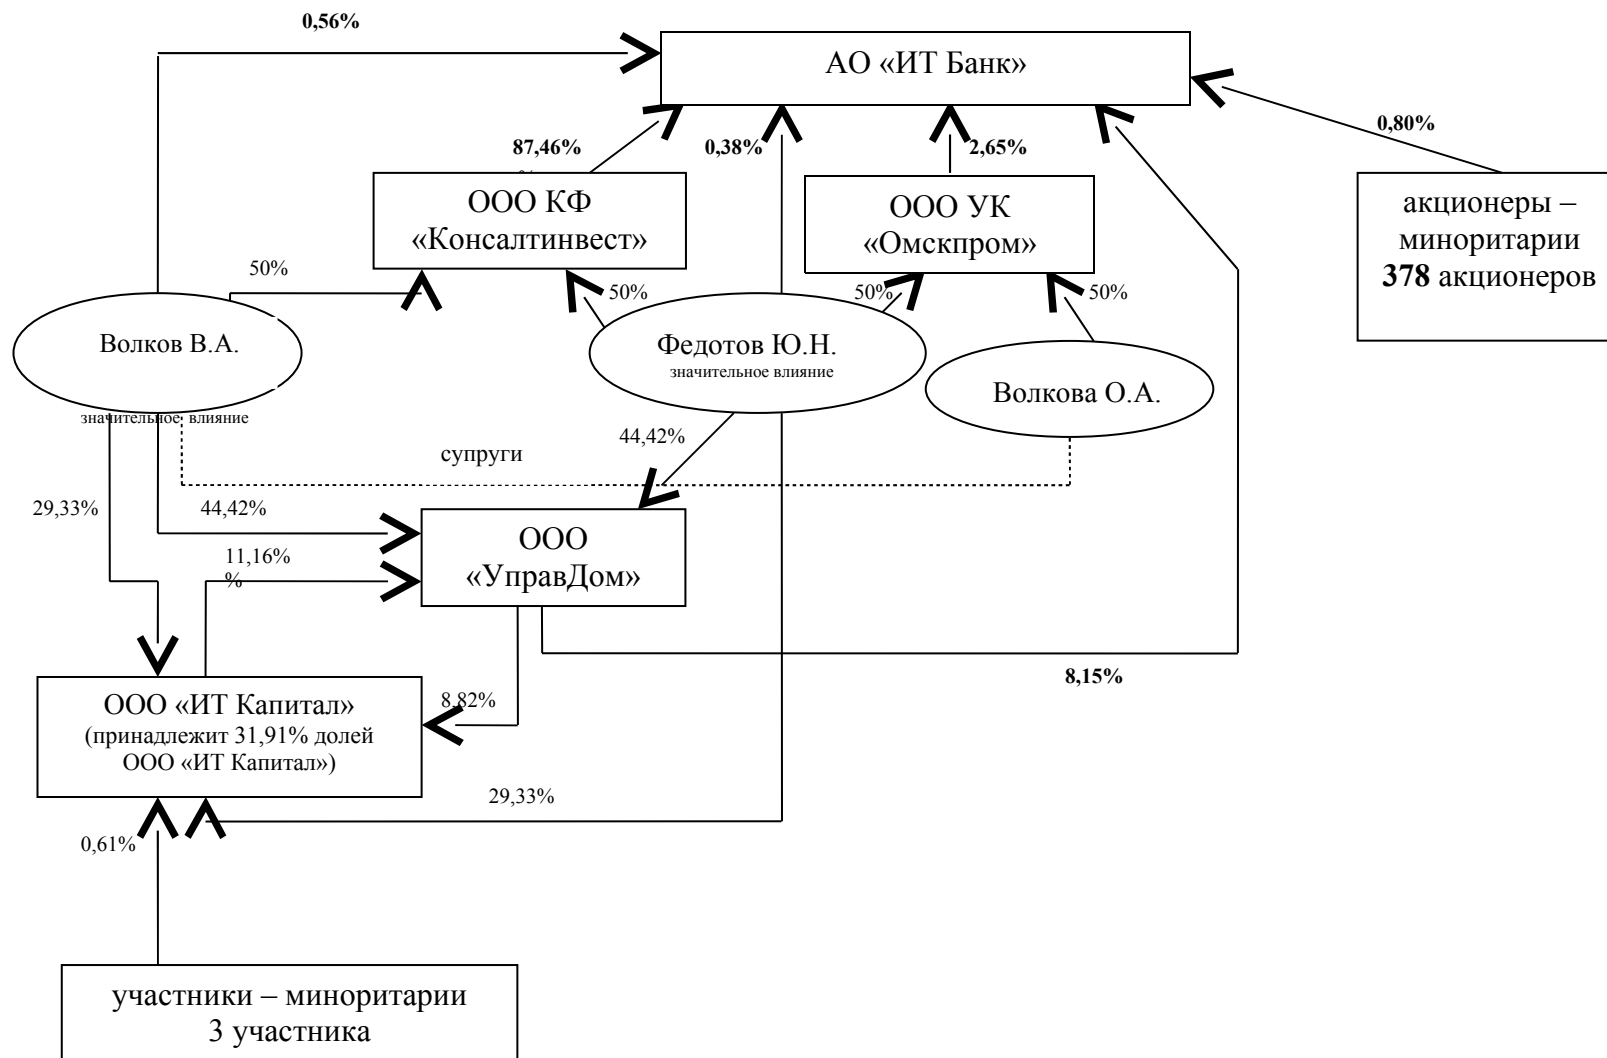 0,56%
АО «ИТ Банк»
87,46%
0,38%
2,65%
0,80%
ООО КФ
«Консалтинвест»
ООО УК
«Омскпром»
акционеры –
миноритарии
378 акционеров
50%
50%
50%
50%
Волков В.А.
значительное влияние
Федотов Ю.Н.
значительное влияние
Волкова О.А.
44,42%
супруги
29,33%
44,42%
11,16%
%
ООО
«УправДом»
8,15%
8,82%
ООО «ИТ Капитал»
(принадлежит 31,91% долей
ООО «ИТ Капитал»)
29,33%
0,61%
участники – миноритарии
3 участника